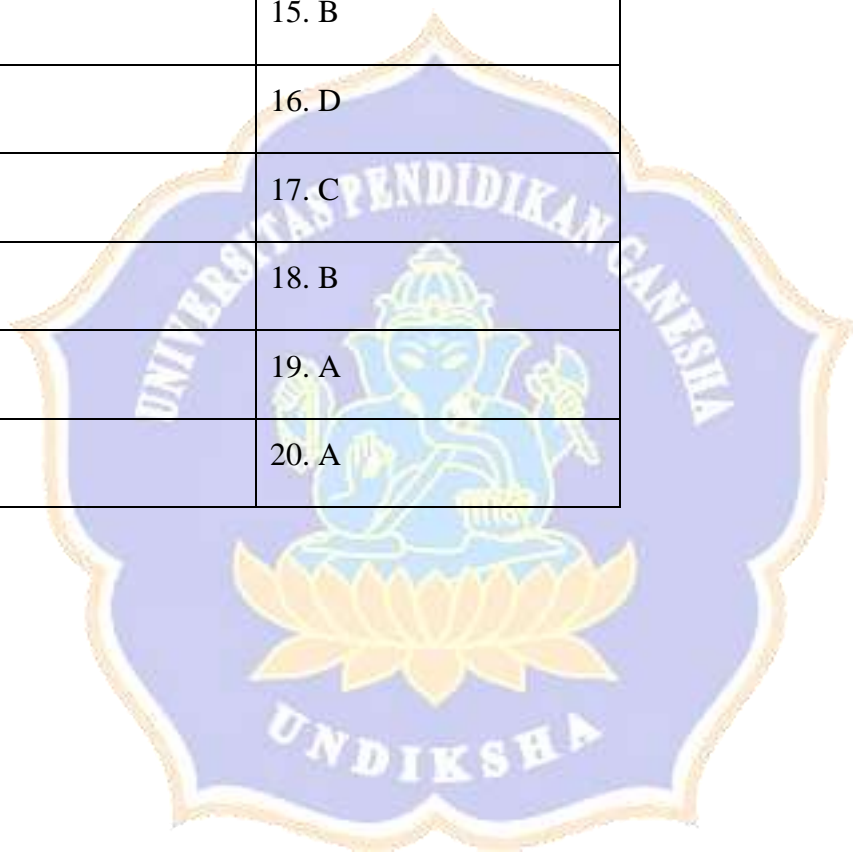 15. B
16. D
17. C
18. B
19. A
20. A
UNIVERSITAS PENDIDIKAN GANESHA
UNDIKSHA